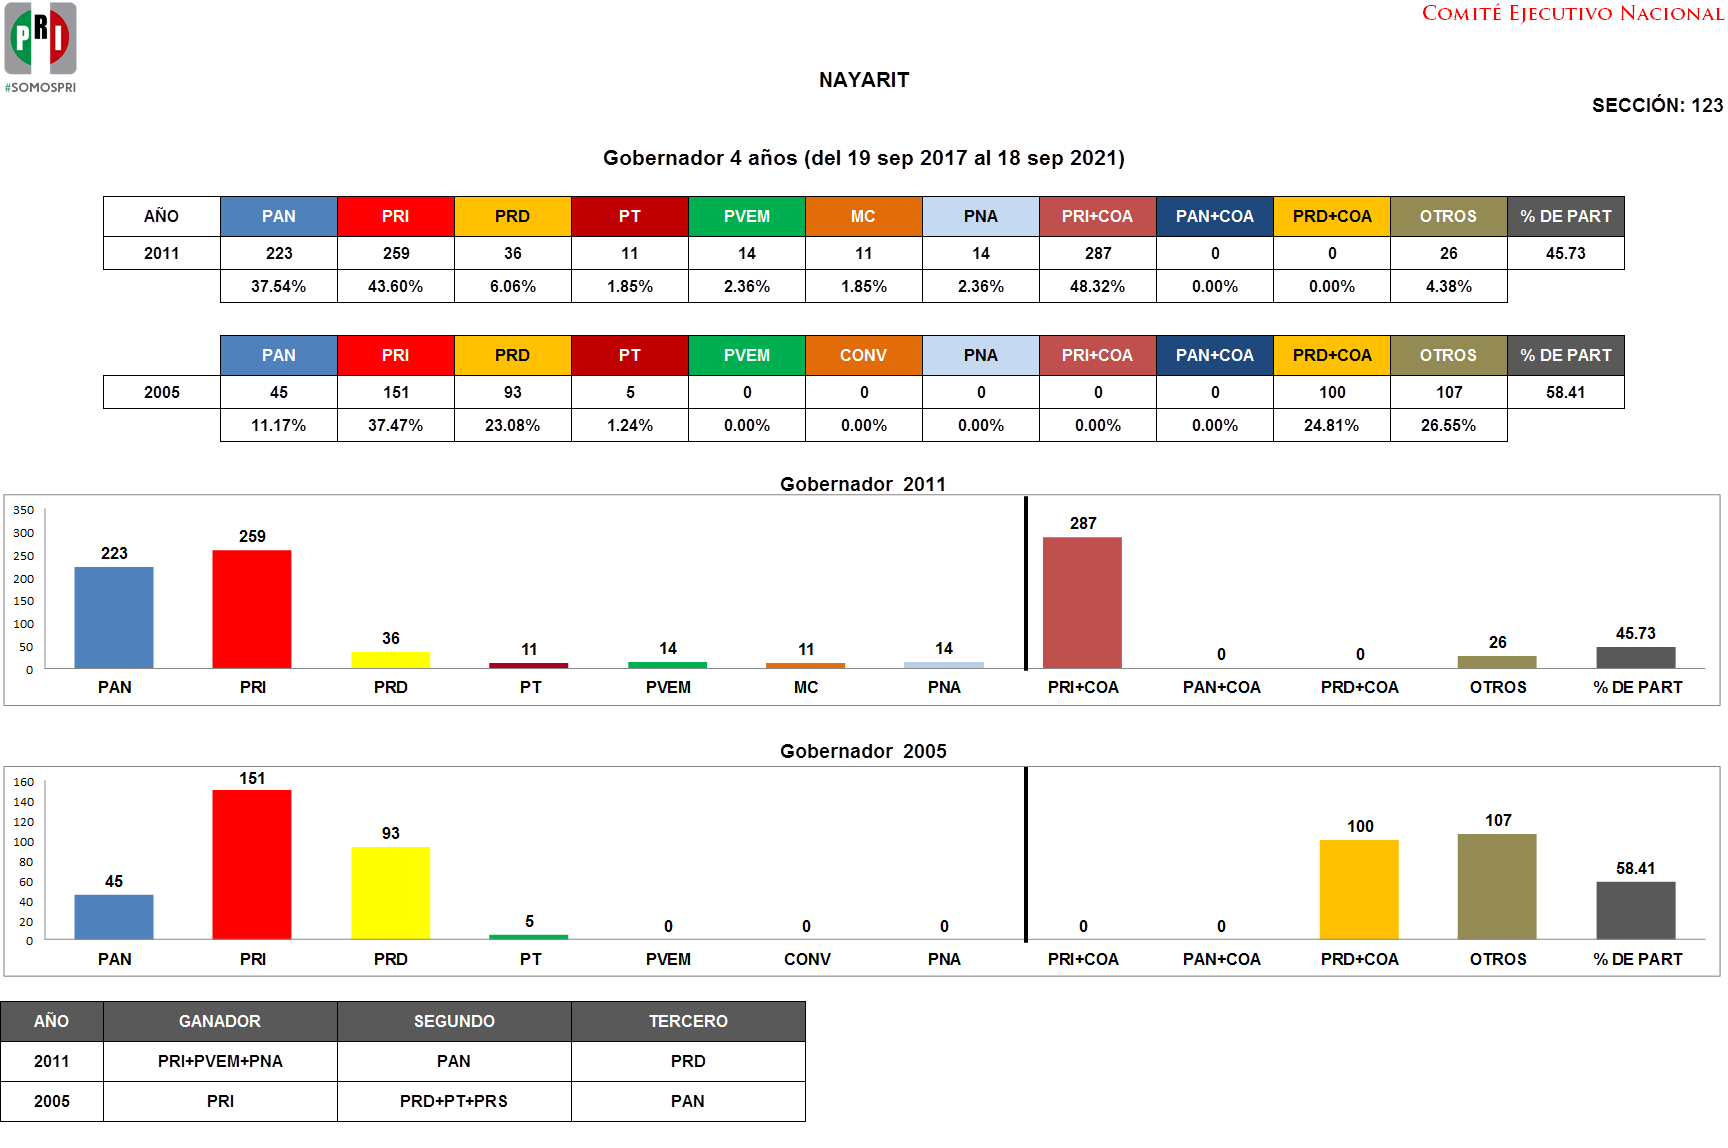 PRI
#SOMOSPRI
COMITÉ EJECUTIVO NACIONAL
NAYARIT
SECCIÓN: 123
Gobernador 4 años (del 19 sep 2017 al 18 sep 2021)
AÑO PAN PRI PRD PT PVEM MC PNA PRI+COA PAN+COA PRD+COA OTROS % DE PART
2011 223 259 36 11 14 11 14 287 0 0 26 45.73
37.54% 43.60% 6.06% 1.85% 2.36% 1.85% 2.36% 48.32% 0.00% 0.00% 4.38%
PAN PRI PRD PT PVEM CONV PNA PRI+COA PAN+COA PRD+COA OTROS % DE PART
2005 45 151 93 5 0 0 0 0 0 100 107 58.41
11.17% 37.47% 23.08% 1.24% 0.00% 0.00% 0.00% 0.00% 0.00% 24.81% 26.55%
Gobernador 2011
350
300
250
200
150
100
50
0
223 259 36 11 14 11 14 287 0 0 26 45.73
PAN PRI PRD PT PVEM MC PNA PRI+COA PAN+COA PRD+COA OTROS % DE PART
Gobernador 2005
160
140
120
100
80
60
40
20
0
45 151 93 5 0 0 0 0 0 100 107 58.41
PAN PRI PRD PT PVEM CONV PNA PRI+COA PAN+COA PRD+COA OTROS % DE PART
AÑO GANADOR SEGUNDO TERCERO
2011 PRI+PVEM+PNA PAN PRD
2005 PRI PRD+PT+PRS PAN